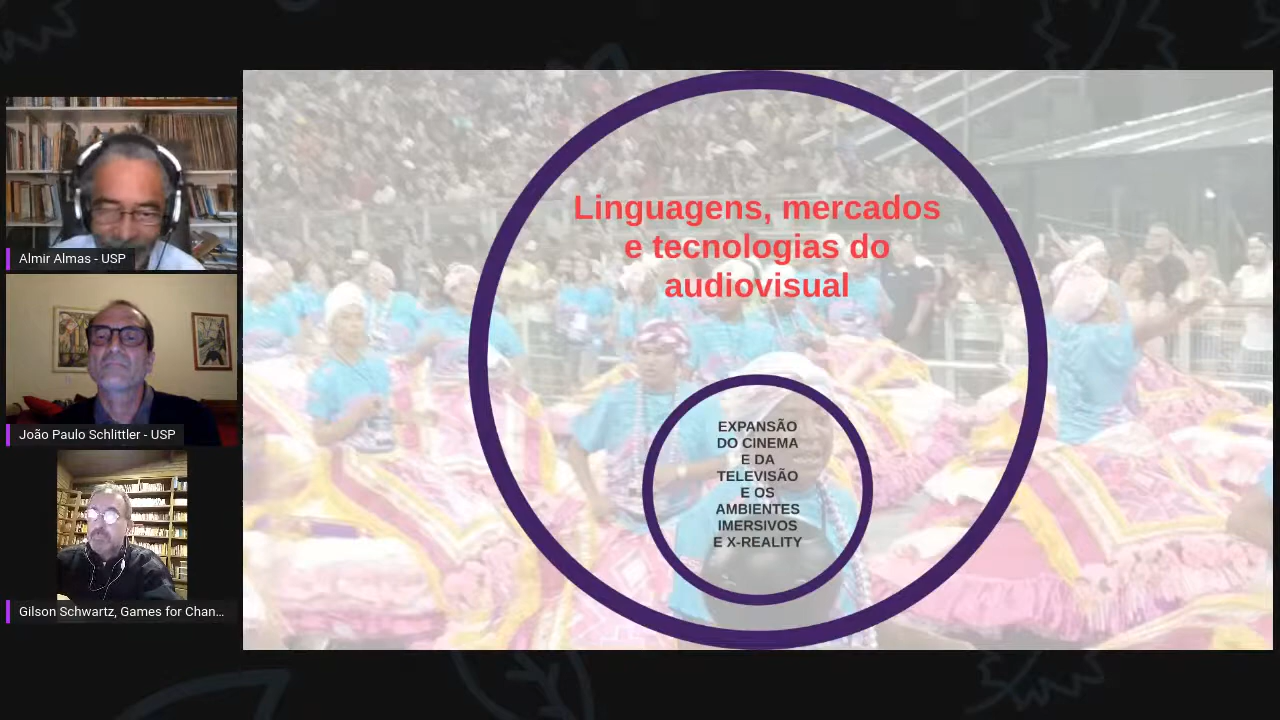 Almir Almas - USP
João Paulo Schlittler - USP
Gilson Schwartz, Games for Chan...
Linguagens, mercados
e tecnologias do
audiovisual
EXPANSÃO
DO CINEMA
E DA
TELEVISÃO
E OS
AMBIENTES
IMERSIVOS
E X-REALITY